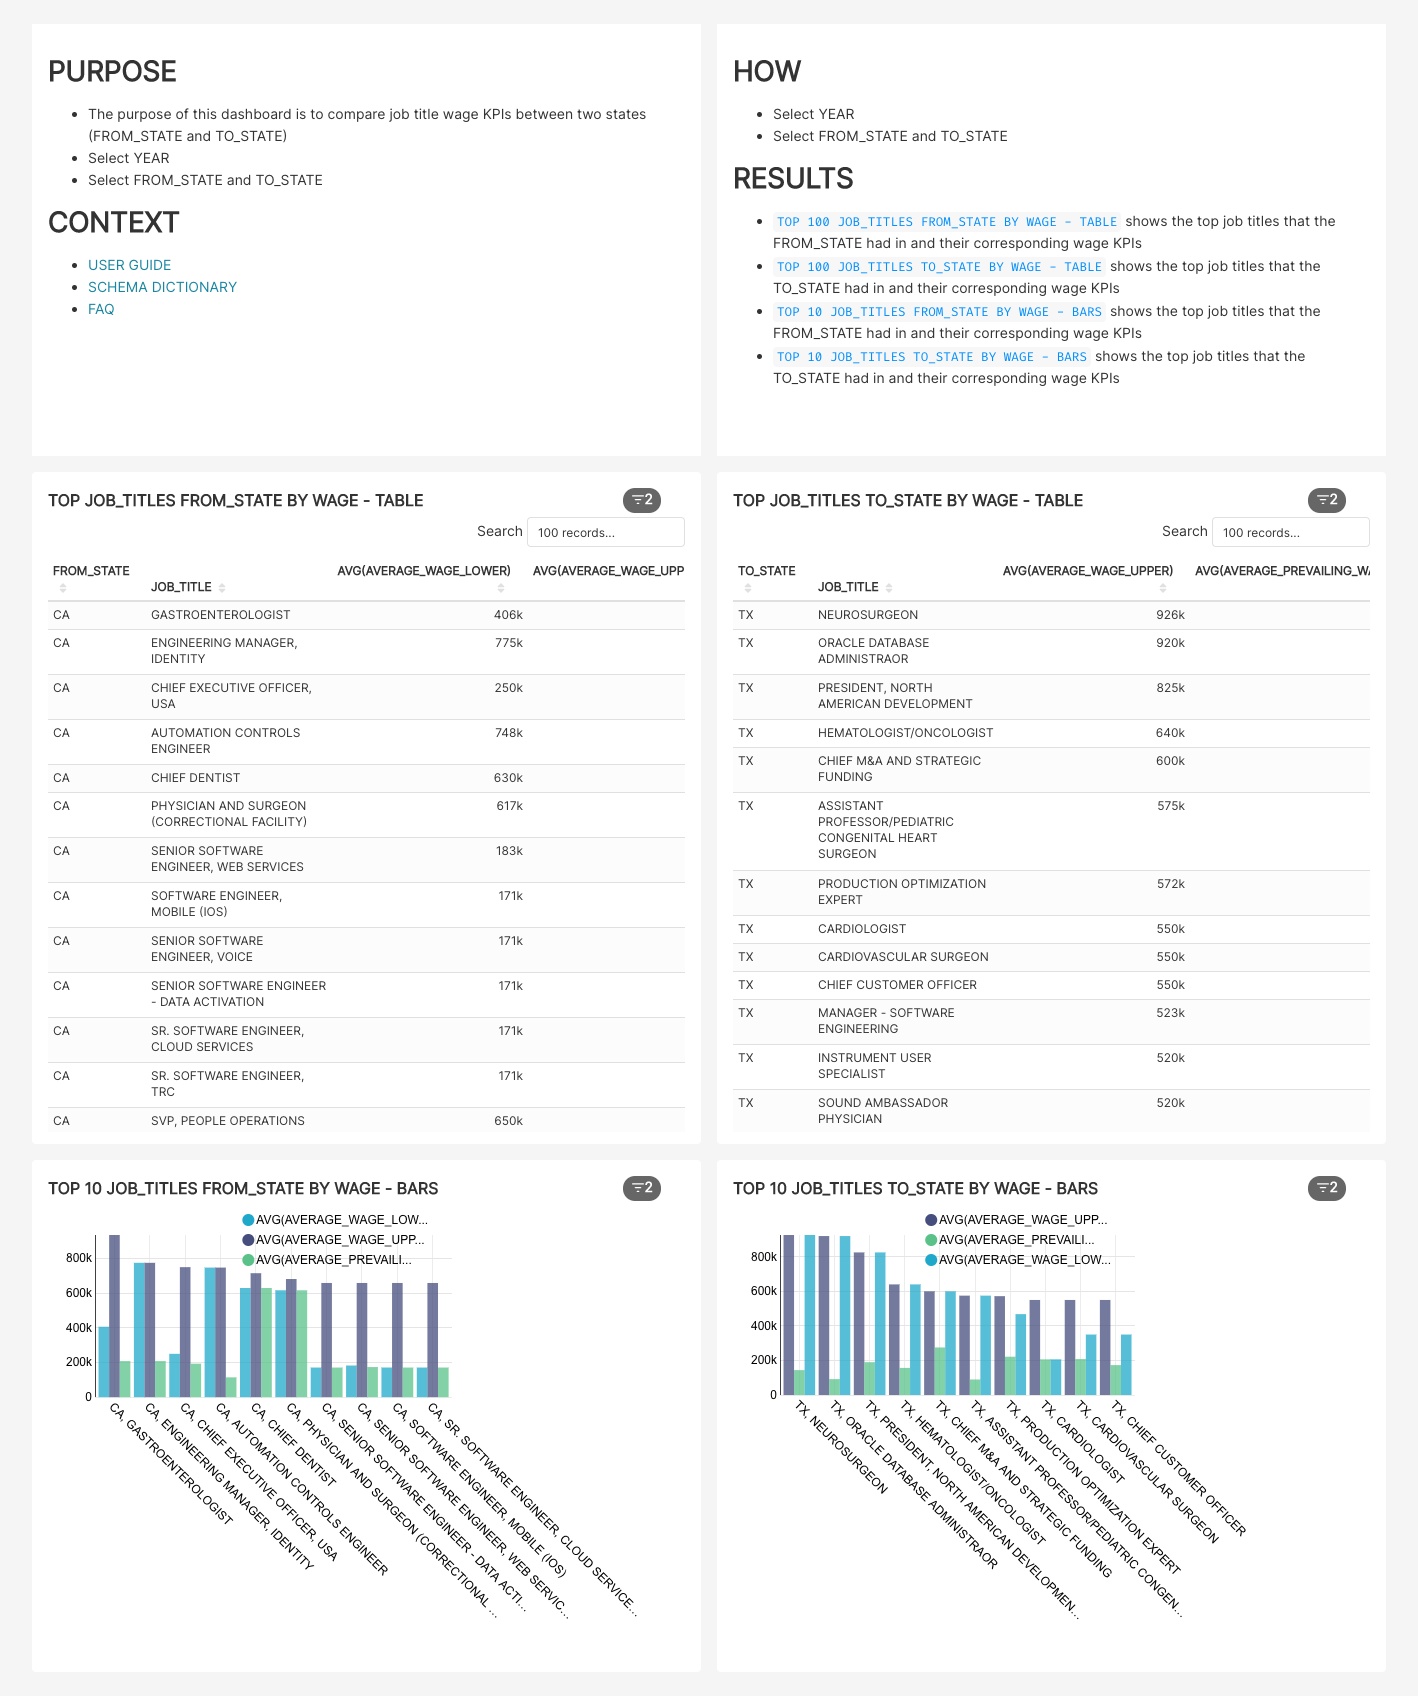 PURPOSE
The purpose of this dashboard is to compare job title wage KPIs between two states
(FROM_STATE and TO_STATE)
Select YEAR
Select FROM_STATE and TO_STATE
CONTEXT
USER GUIDE
SCHEMA DICTIONARY
FAQ
HOW
Select YEAR
Select FROM_STATE and TO_STATE
RESULTS
TOP 100 JOB_TITLES FROM_STATE BY WAGE - TABLE shows the top job titles that the
FROM_STATE had in and their corresponding wage KPIs
TOP 100 JOB_TITLES TO_STATE BY WAGE - TABLE shows the top job titles that the
TO_STATE had in and their corresponding wage KPIs
TOP 10 JOB_TITLES FROM_STATE BY WAGE - BARS shows the top job titles that the
FROM_STATE had in and their corresponding wage KPIs
TOP 10 JOB_TITLES TO_STATE BY WAGE - BARS shows the top job titles that the
TO_STATE had in and their corresponding wage KPIs
TOP JOB_TITLES FROM_STATE BY WAGE - TABLE 2
Search 100 records...
FROM_STATE JOB_TITLE AVG(AVERAGE_WAGE_LOWER) AVG(AVERAGE_WAGE_UPP
CA GASTROENTEROLOGIST 406k
CA ENGINEERING MANAGER, 775k
IDENTITY
CA CHIEF EXECUTIVE OFFICER, 250k
USA
CA AUTOMATION CONTROLS 748k
ENGINEER
CA CHIEF DENTIST 630k
CA PHYSICIAN AND SURGEON 617k
(CORRECTIONAL FACILITY)
CA SENIOR SOFTWARE 183k
ENGINEER, WEB SERVICES
CA SOFTWARE ENGINEER, 171k
MOBILE (IOS)
CA SENIOR SOFTWARE 171k
ENGINEER, VOICE
CA SENIOR SOFTWARE ENGINEER 171k
- DATA ACTIVATION
CA SR. SOFTWARE ENGINEER, 171k
CLOUD SERVICES
CA SR. SOFTWARE ENGINEER, 171k
TRC
CA SVP, PEOPLE OPERATIONS 650k
TOP JOB_TITLES TO_STATE BY WAGE - TABLE 2
Search 100 records...
TO_STATE JOB_TITLE AVG(AVERAGE_WAGE_UPPER) AVG(AVERAGE_PREVAILING_WA
TX NEUROSURGEON 926k
TX ORACLE DATABASE 920k
ADMINISTRAOR
TX PRESIDENT, NORTH 825k
AMERICAN DEVELOPMENT
TX HEMATOLOGIST/ONCOLOGIST 640k
TX CHIEF M&A AND STRATEGIC 600k
FUNDING
TX ASSISTANT 575k
PROFESSOR/PEDIATRIC
CONGENITAL HEART
SURGEON
TX PRODUCTION OPTIMIZATION 572k
EXPERT
TX CARDIOLOGIST 550k
TX CARDIOVASCULAR SURGEON 550k
TX CHIEF CUSTOMER OFFICER 550k
TX MANAGER - SOFTWARE 523k
ENGINEERING
TX INSTRUMENT USER 520k
SPECIALIST
TX SOUND AMBASSADOR 520k
PHYSICIAN
TOP 10 JOB_TITLES FROM_STATE BY WAGE - BARS 2
AVG(AVERAGE_WAGE_LOW...
AVG(AVERAGE_WAGE_UPP...
AVG(AVERAGE_PREVAILI...
800k
600k
400k
200k
0
CA, GASTROENTEROLOGIST
CA, ENGINEERING MANAGER, IDENTITY
CA, CHIEF EXECUTIVE OFFICER, USA
CA, AUTOMATION CONTROLS ENGINEER
CA, CHIEF DENTIST
CA, PHYSICIAN AND SURGEON (CORRECTIONAL ...
CA, SENIOR SOFTWARE ENGINEER - DATA ACTI...
CA, SENIOR SOFTWARE ENGINEER, WEB SERVIC...
CA, SOFTWARE ENGINEER, MOBILE (IOS)
CA, SR. SOFTWARE ENGINEER, CLOUD SERVICE...
TOP 10 JOB_TITLES TO_STATE BY WAGE - BARS 2
AVG(AVERAGE_WAGE_UPP...
AVG(AVERAGE_PREVAILI...
AVG(AVERAGE_WAGE_LOW...
800k
600k
400k
200k
0
TX, NEUROSURGEON
TX, ORACLE DATABASE ADMINISTRAOR
TX, PRESIDENT, NORTH AMERICAN DEVELOPMEN...
TX, HEMATOLOGIST/ONCOLOGIST
TX, CHIEF M&A AND STRATEGIC FUNDING
TX, ASSISTANT PROFESSOR/PEDIATRIC CONGEN...
TX, PRODUCTION OPTIMIZATION EXPERT
TX, CARDIOLOGIST
TX, CARDIOVASCULAR SURGEON
TX, CHIEF CUSTOMER OFFICER